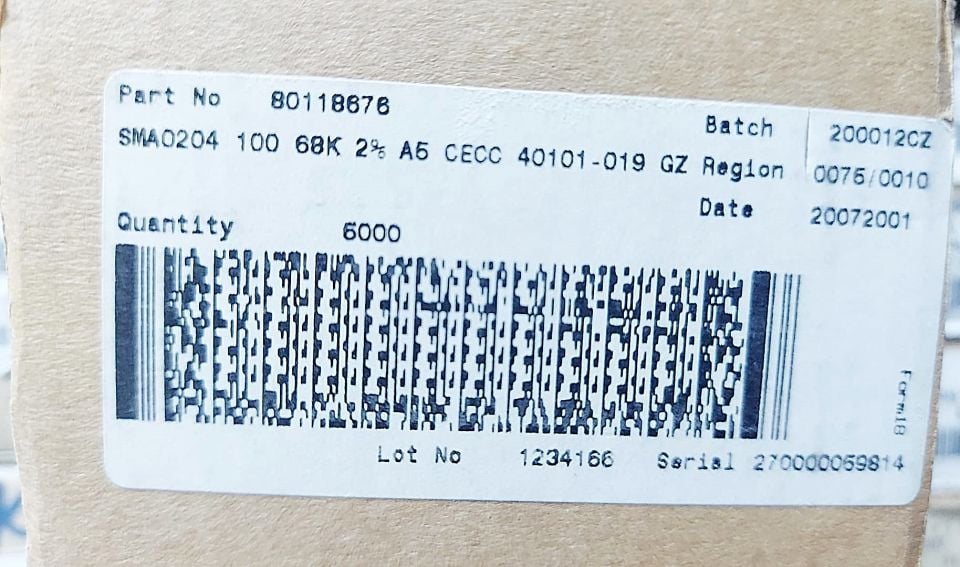 Part No 80118676
Batch 200012CZ
SMA0204 100 68K 2% A5 CECC 40101-019 GZ Region 0075/0010
Date 20072001
Quantity 6000
Form18
Lot No 1234166 Serial 270000059814